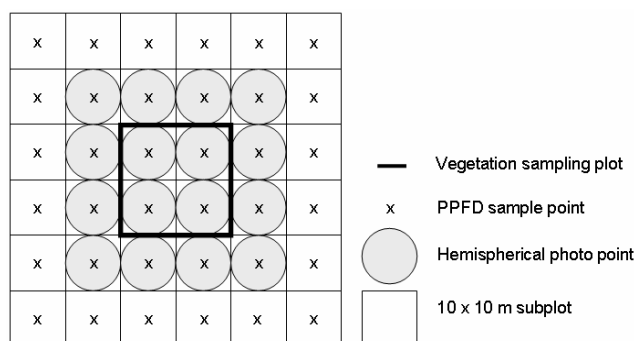 x x x x x x
x x x x x x
x x x x x x
x x x x x x
x x x x x x
x x x x x x
Vegetation sampling plot
x PPFD sample point
Hemispherical photo point
10 x 10 m subplot